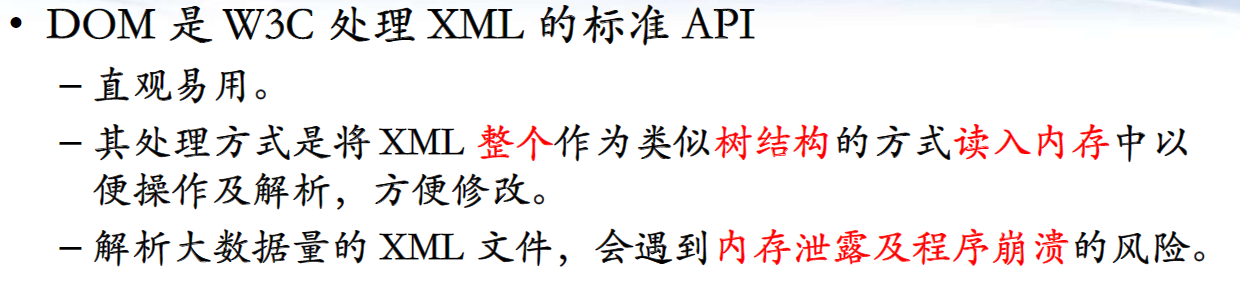 • DOM 是 W3C 处理 XML 的标准 API
– 直观易用。
– 其处理方式是将 XML 整个作为类似树结构的方式读入内存中以
便操作及解析，方便修改。
– 解析大数据量的 XML 文件，会遇到内存泄露及程序崩溃的风险。